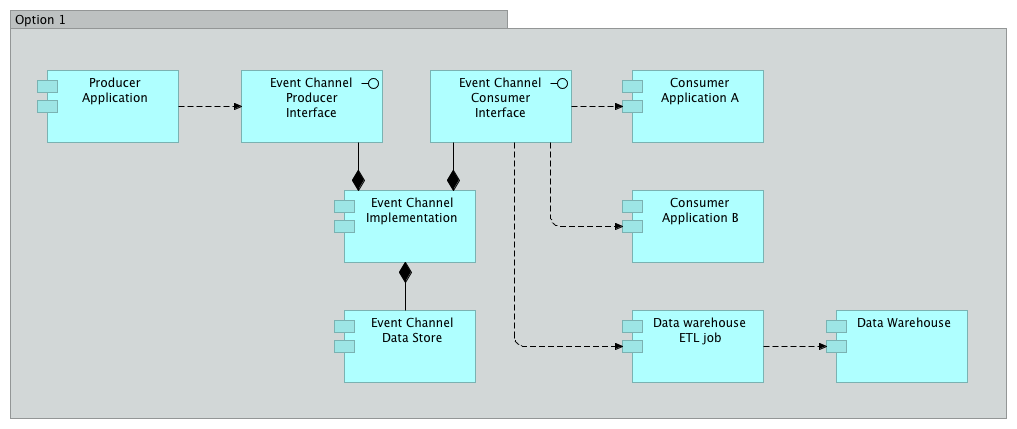 Option 1
Producer
Application
Event Channel
Producer
Interface
Event Channel
Consumer
Interface
Consumer
Application A
Event Channel
Implementation
Consumer
Application B
Event Channel
Data Store
Data warehouse
ETL job
Data Warehouse